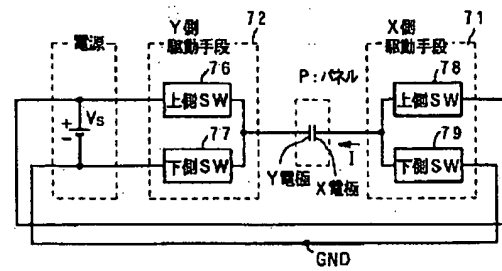 電源
Y側
駆動手段
72
X側
駆動手段
71
76
上側SW
78
上側SW
P:パネル
Vs
+
-
77
下側SW
79
下側SW
I
Y電極
X電極
GND